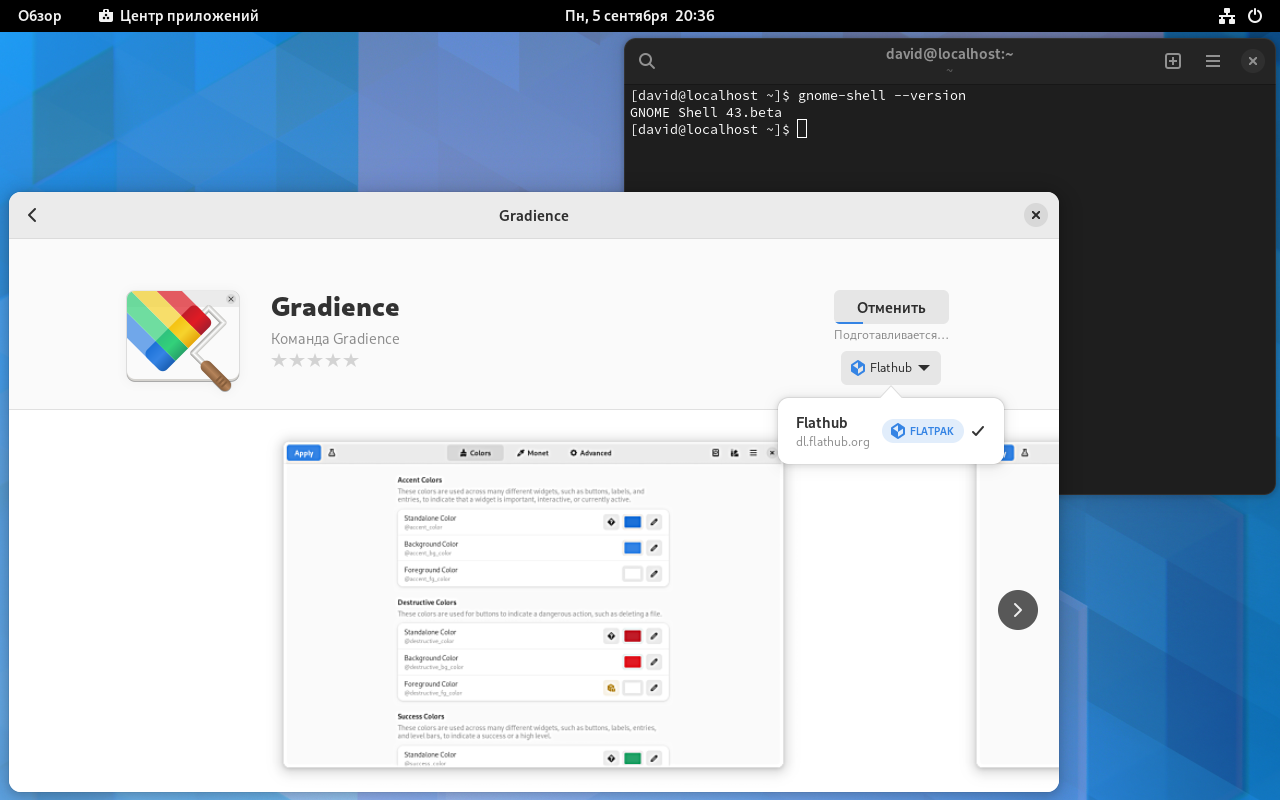 Обзор
Центр приложений
Пн, 5 сентября 20:36
david@localhost:~
~
[david@localhost ~]$ gnome-shell --version
GNOME Shell 43.beta
[david@localhost ~]$
Gradience
Gradience
Команда Gradience
Отменить
Подготавливается…
Flathub
Flathub
dl.flathub.org
FLATPAK
Apply
Colors
Monet
Advanced
Accent Colors
These colors are used across many different widgets, such as buttons, labels, and
entries, to indicate that a widget is important, interactive, or currently active.
Standalone Color
@accent_color
Background Color
@accent_bg_color
Foreground Color
@accent_fg_color
Destructive Colors
These colors are used for buttons to indicate a dangerous action, such as deleting a file.
Standalone Color
@destructive_color
Background Color
@destructive_bg_color
Foreground Color
@destructive_fg_color
Success Colors
These colors are used across many different widgets, such as buttons, labels, entries,
and level bars, to indicate a success or a high level.
Standalone Color
@success_color